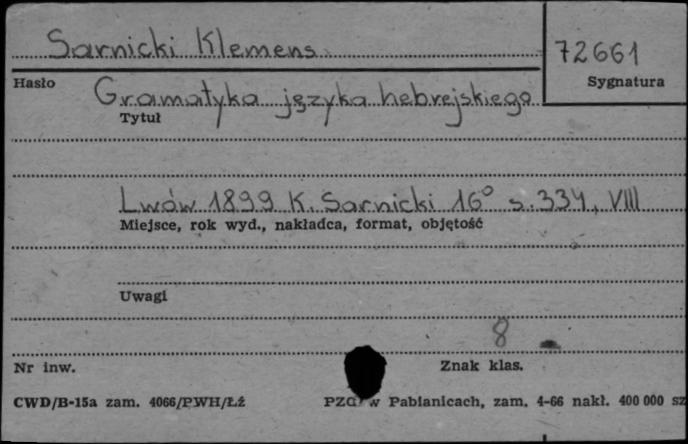 Sarnicki Klemens
72661
Hasło
Sygnatura
Gramatyka języka hebrejskiego
Tytuł
Lwów 1899 K. Sarnicki 16° s. 334, VIII
Miejsce, rok wyd., nakładca, format, objętość
Uwagi
8
Nr inw.
Znak klas.
CWD/B-15a zam. 4066/PWH/Łź
w Pabianicach, zam. 4-66 nakł. 400 000 sz